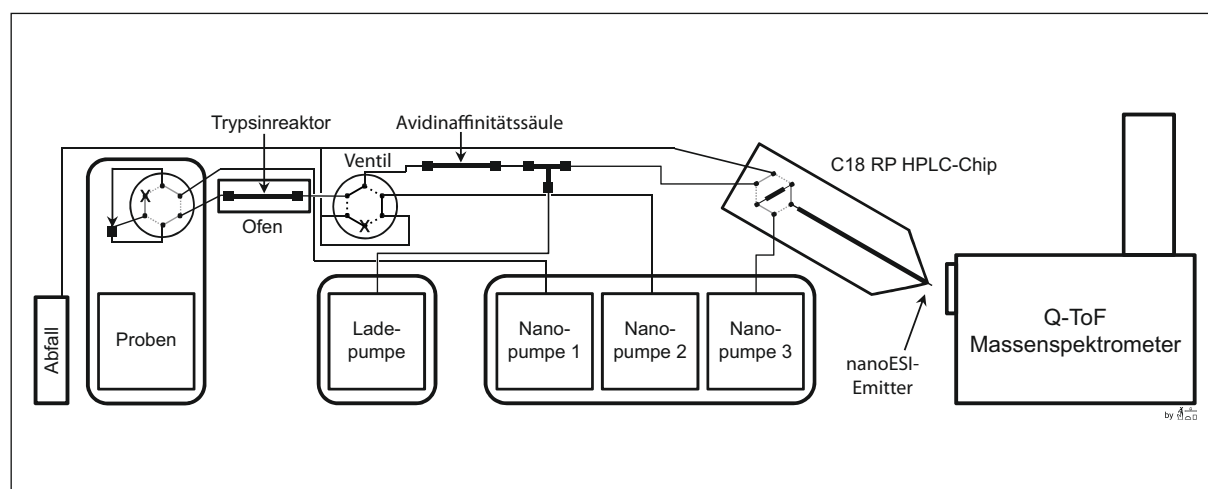 Trypsinreaktor
Avidinaffinitätssäule
Ventil
C18 RP HPLC-Chip
X
Ofen
X
Abfall
Proben
Lade-
pumpe
Nano-
pumpe 1
Nano-
pumpe 2
Nano-
pumpe 3
nanoESI-
Emitter
Q-ToF
Massenspektrometer
by